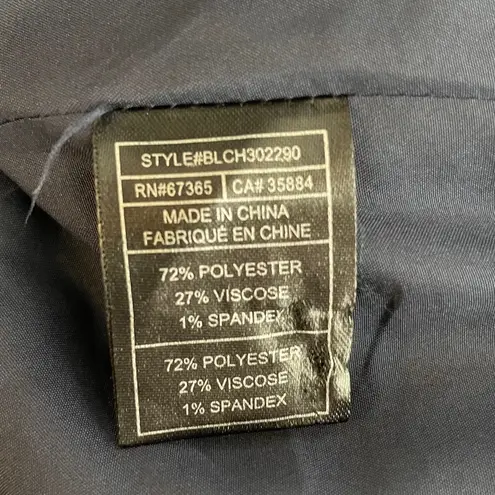 STYLE#BLCH302290
RN#67365 CA# 35884
MADE IN CHINA
FABRIQUÉ EN CHINE
72% POLYESTER
27% VISCOSE
1% SPANDEX
72% POLYESTER
27% VISCOSE
1% SPANDEX